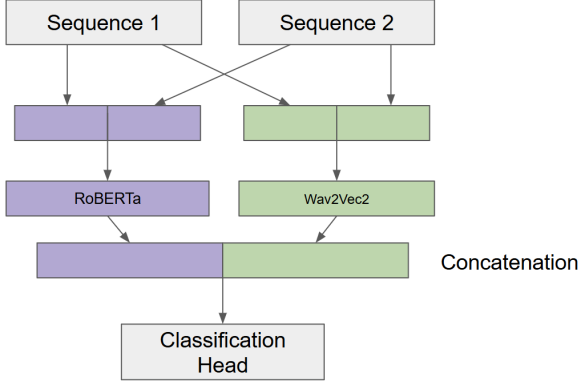 Sequence 1
Sequence 2
RoBERTa
Wav2Vec2
Concatenation
Classification
Head